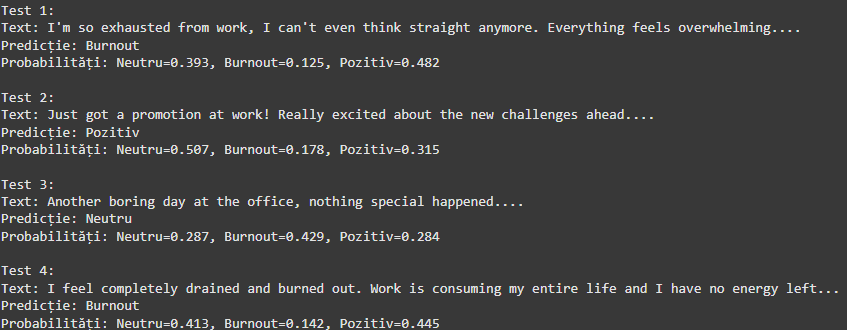 Test 1:
Text: I'm so exhausted from work, I can't even think straight anymore. Everything feels overwhelming....
Predicție: Burnout
Probabilități: Neutru=0.393, Burnout=0.125, Pozitiv=0.482
Test 2:
Text: Just got a promotion at work! Really excited about the new challenges ahead....
Predicție: Pozitiv
Probabilități: Neutru=0.507, Burnout=0.178, Pozitiv=0.315
Test 3:
Text: Another boring day at the office, nothing special happened....
Predicție: Neutru
Probabilități: Neutru=0.287, Burnout=0.429, Pozitiv=0.284
Test 4:
Text: I feel completely drained and burned out. Work is consuming my entire life and I have no energy left...
Predicție: Burnout
Probabilități: Neutru=0.413, Burnout=0.142, Pozitiv=0.445